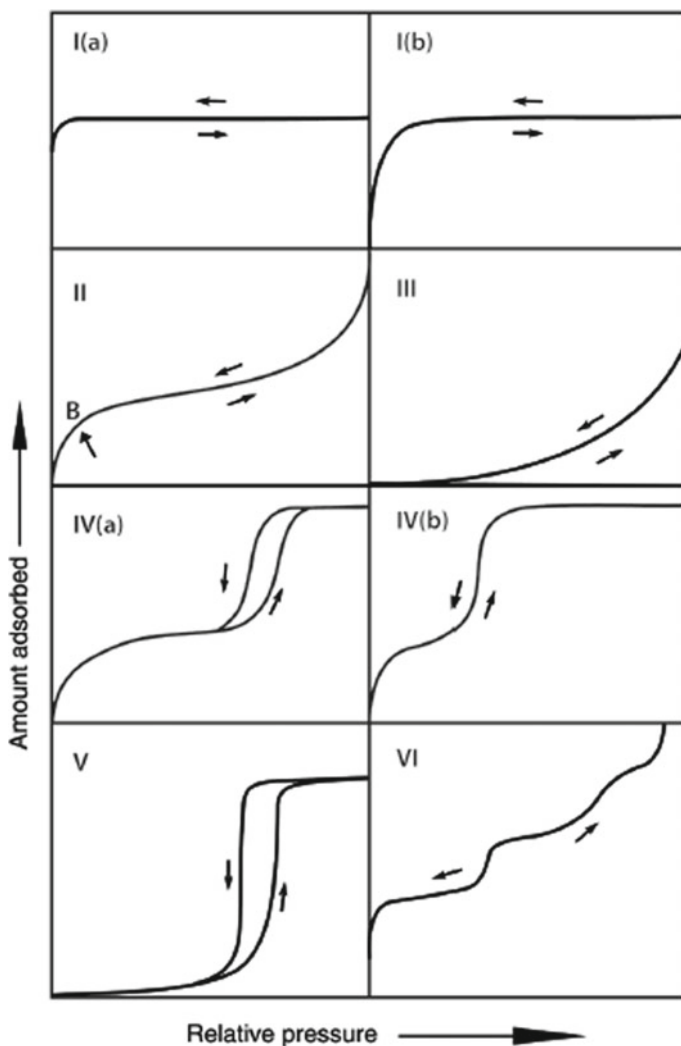 I(a)
I(b)
II
III
B
IV(a)
IV(b)
V
VI
Amount adsorbed
Relative pressure